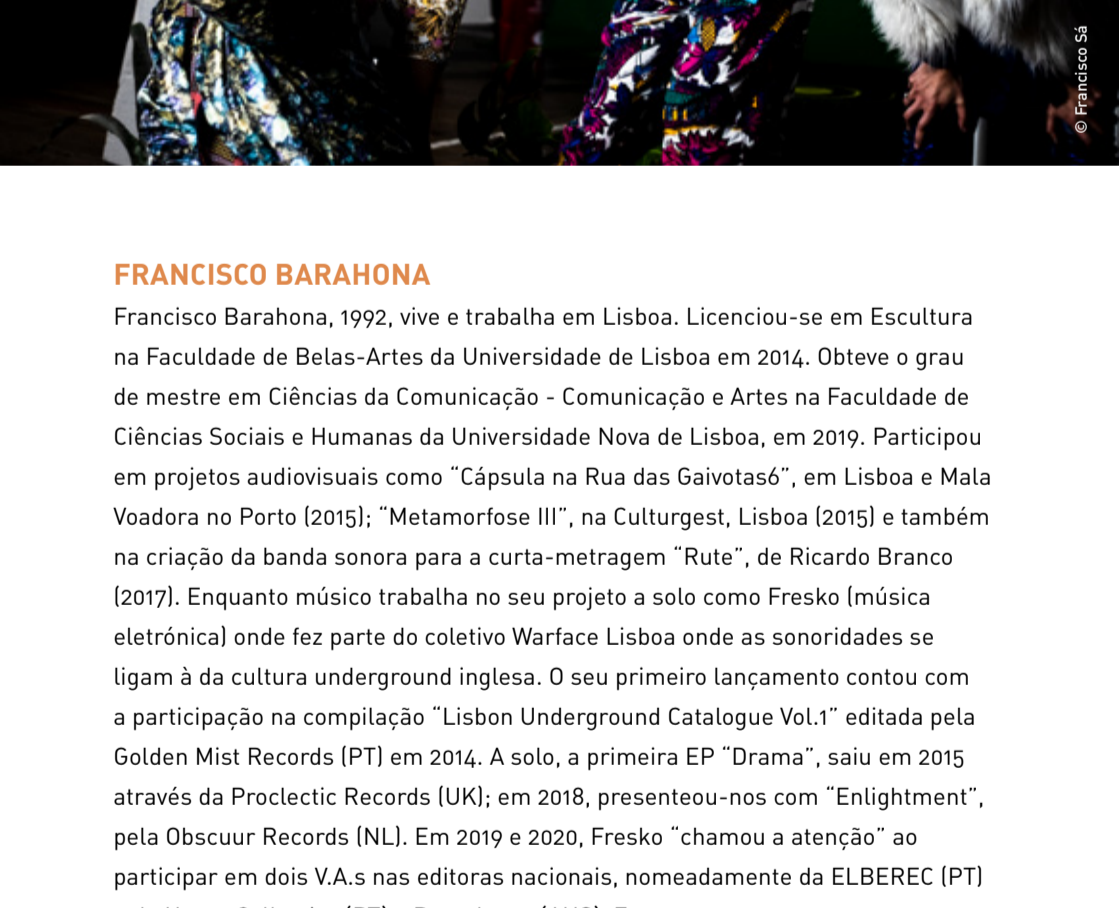 © Francisco Sá
FRANCISCO BARAHONA
Francisco Barahona, 1992, vive e trabalha em Lisboa. Licenciou-se em Escultura
na Faculdade de Belas-Artes da Universidade de Lisboa em 2014. Obteve o grau
de mestre em Ciências da Comunicação - Comunicação e Artes na Faculdade de
Ciências Sociais e Humanas da Universidade Nova de Lisboa, em 2019. Participou
em projetos audiovisuais como “Cápsula na Rua das Gaivotas6”, em Lisboa e Mala
Voadora no Porto (2015); “Metamorfose III”, na Culturgest, Lisboa (2015) e também
na criação da banda sonora para a curta-metragem “Rute”, de Ricardo Branco
(2017). Enquanto músico trabalha no seu projeto a solo como Fresko (música
eletrónica) onde fez parte do coletivo Warface Lisboa onde as sonoridades se
ligam à da cultura underground inglesa. O seu primeiro lançamento contou com
a participação na compilação “Lisbon Underground Catalogue Vol.1” editada pela
Golden Mist Records (PT) em 2014. A solo, a primeira EP “Drama”, saiu em 2015
através da Proclectic Records (UK); em 2018, presenteou-nos com “Enlightment”,
pela Obscuur Records (NL). Em 2019 e 2020, Fresko “chamou a atenção” ao
participar em dois V.A.s nas editoras nacionais, nomeadamente da ELBEREC (PT)